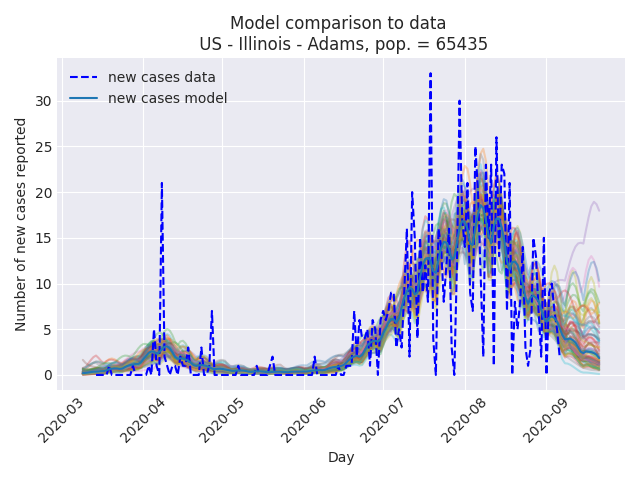 Model comparison to data
US - Illinois - Adams, pop. = 65435
new cases data
new cases model
Number of new cases reported
30
25
20
15
10
5
0
2020-03
2020-04
2020-05
2020-06
2020-07
2020-08
2020-09
Day